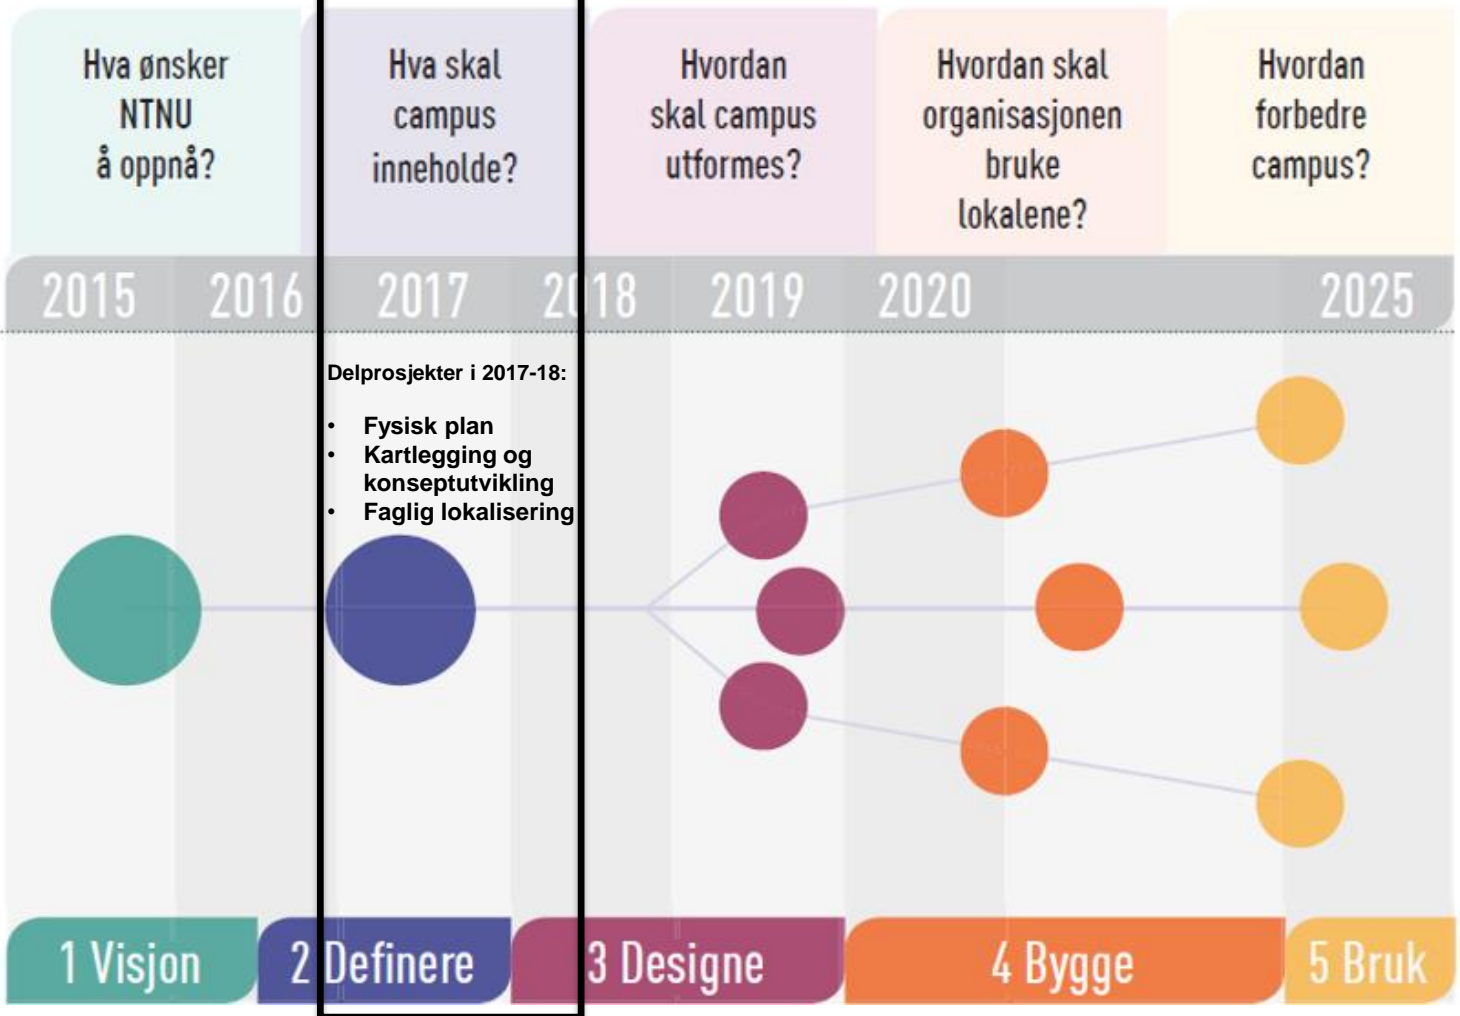 Hva ønsker
NTNU
å oppnå?
Hva skal
campus
inneholde?
Hvordan
skal campus
utformes?
Hvordan skal
organisasjonen
bruke
lokalene?
Hvordan
forbedre
campus?
2015 2016 2017 2018 2019 2020 2025
Delprosjekter i 2017-18:
• Fysisk plan
• Kartlegging og
konseptutvikling
• Faglig lokalisering
1 Visjon
2 Definere
3 Designe
4 Bygge
5 Bruk